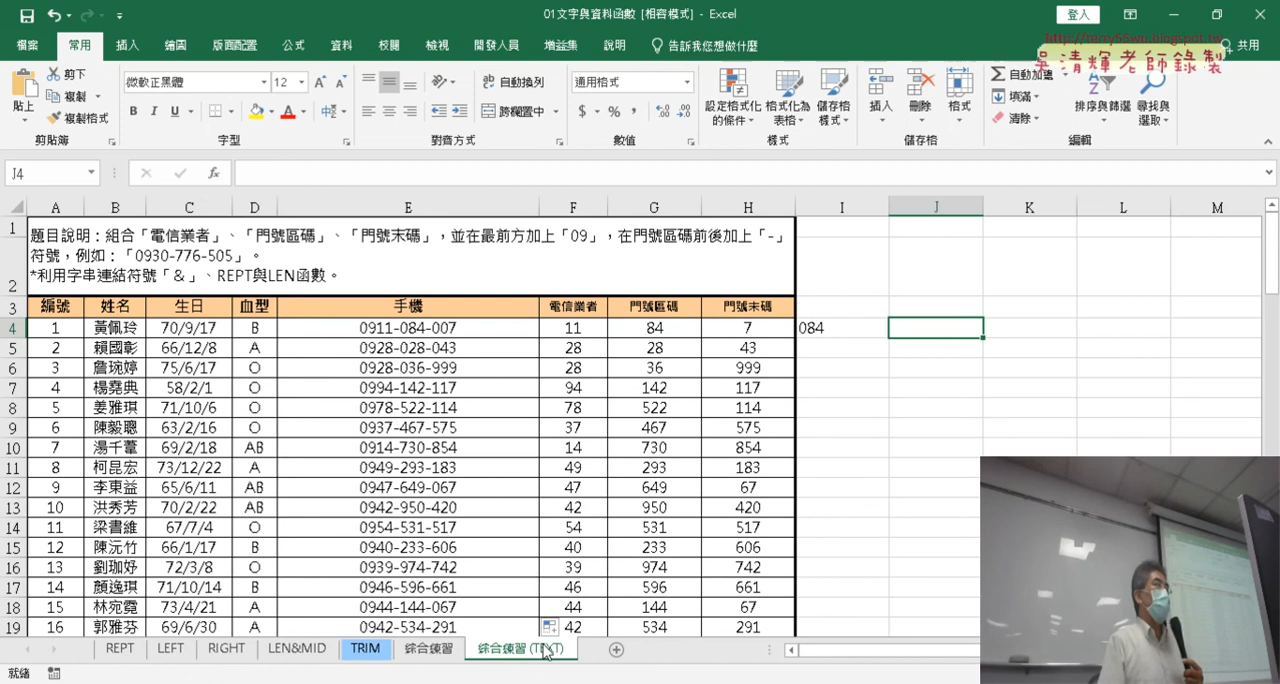 01文字與資料函數 [相容模式] - Excel
登入
http://terry55wu.blogspot.tw
吳清輝老師錄製
檔案 常用 插入 繪圖 版面配置 公式 資料 校閱 檢視 開發人員 增益集 說明 告訴我您想做什麼 共用
貼上 剪下 複製 複製格式 剪貼簿
微軟正黑體 12 B I U 字型
自動換列 跨欄置中 對齊方式
通用格式 $ % , 數值
設定格式化的條件 格式化為表格 儲存格樣式 樣式
插入 刪除 格式 儲存格
自動加總 填滿 清除 排序與篩選 尋找與選取 編輯
J4 fx
A B C D E F G H I J K L M
1 題目說明：組合「電信業者」、「門號區碼」、「門號末碼」，並在最前方加上「09」，在門號區碼前後加上「-」
符號，例如：「0930-776-505」。
2 *利用字串連結符號「&」、REPT與LEN函數。
3 編號 姓名 生日 血型 手機 電信業者 門號區碼 門號末碼
4 1 黃佩玲 70/9/17 B 0911-084-007 11 84 7 084
5 2 賴國彰 66/12/8 A 0928-028-043 28 28 43
6 3 詹琬婷 75/6/17 O 0928-036-999 28 36 999
7 4 楊堯典 58/2/1 O 0994-142-117 94 142 117
8 5 姜雅琪 71/10/6 O 0978-522-114 78 522 114
9 6 陳毅聰 63/2/16 O 0937-467-575 37 467 575
10 7 湯千葦 69/2/18 AB 0914-730-854 14 730 854
11 8 柯昆宏 73/12/22 A 0949-293-183 49 293 183
12 9 李東益 65/6/11 AB 0947-649-067 47 649 67
13 10 洪秀芳 70/2/22 AB 0942-950-420 42 950 420
14 11 梁書維 67/7/4 O 0954-531-517 54 531 517
15 12 陳沅竹 66/1/17 B 0940-233-606 40 233 606
16 13 劉珈妤 72/3/8 O 0939-974-742 39 974 742
17 14 顏逸琪 71/10/14 B 0946-596-661 46 596 661
18 15 林宛霓 73/4/21 A 0944-144-067 44 144 67
19 16 郭雅芬 69/6/30 A 0942-534-291 42 534 291
REPT LEFT RIGHT LEN&MID TRIM 綜合練習 綜合練習 (TEXT)
就緒